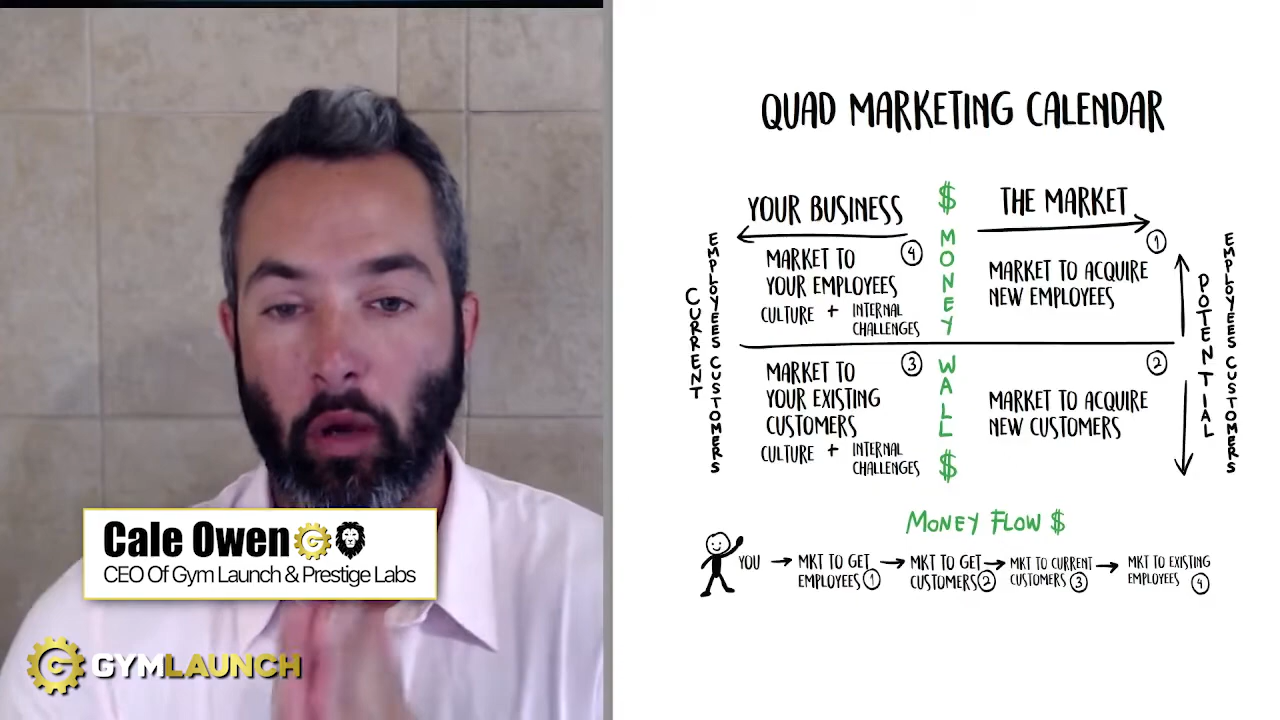 Cale Owen
CEO Of Gym Launch & Prestige Labs
G GYMLAUNCH
QUAD MARKETING CALENDAR
YOUR BUSINESS
$ MONEY WALL $
THE MARKET
CURRENT
EMPLOYEES CUSTOMERS
4
MARKET TO
YOUR EMPLOYEES
CULTURE + INTERNAL
CHALLENGES
1
MARKET TO ACQUIRE
NEW EMPLOYEES
3
MARKET TO
YOUR EXISTING
CUSTOMERS
CULTURE + INTERNAL
CHALLENGES
2
MARKET TO ACQUIRE
NEW CUSTOMERS
POTENTIAL
EMPLOYEES CUSTOMERS
MONEY FLOW $
YOU → MKT TO GET → MKT TO GET → MKT TO CURRENT → MKT TO EXISTING
EMPLOYEES 1 CUSTOMERS 2 CUSTOMERS 3 EMPLOYEES 4